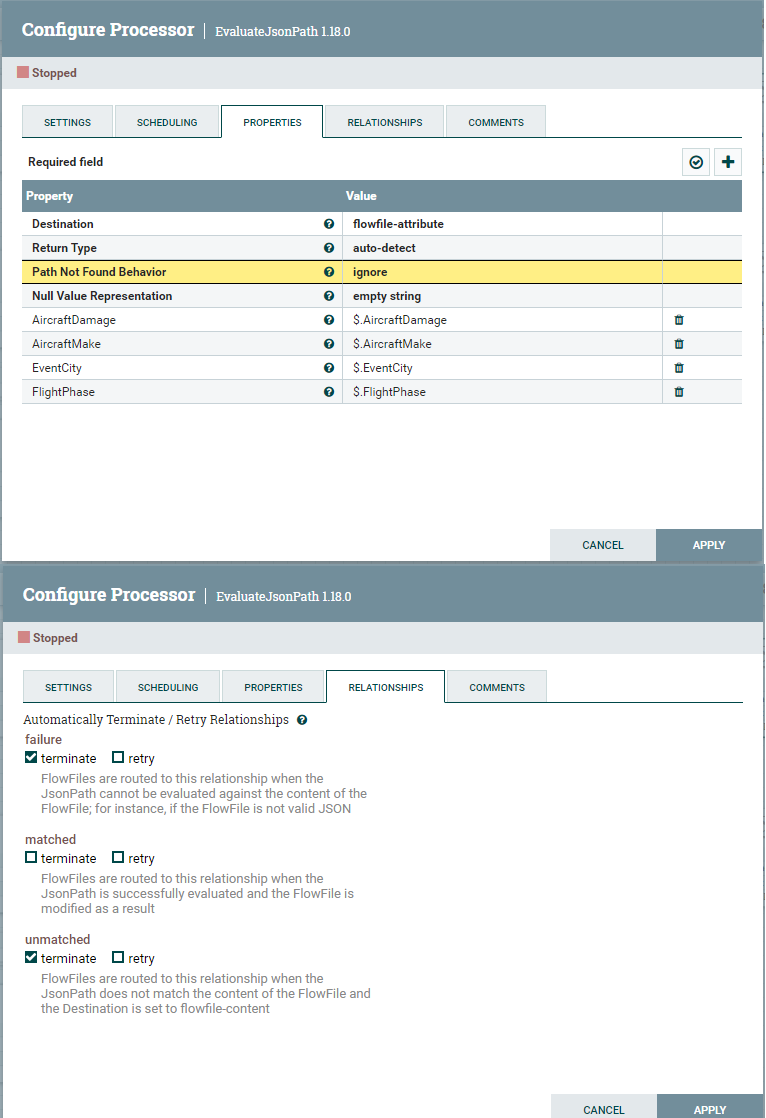 Configure Processor | EvaluateJsonPath 1.18.0
Stopped
SETTINGS SCHEDULING PROPERTIES RELATIONSHIPS COMMENTS
Required field
Property Value
Destination flowfile-attribute
Return Type auto-detect
Path Not Found Behavior ignore
Null Value Representation empty string
AircraftDamage $.AircraftDamage
AircraftMake $.AircraftMake
EventCity $.EventCity
FlightPhase $.FlightPhase
CANCEL APPLY
Configure Processor | EvaluateJsonPath 1.18.0
Stopped
SETTINGS SCHEDULING PROPERTIES RELATIONSHIPS COMMENTS
Automatically Terminate / Retry Relationships
failure
terminate retry
FlowFiles are routed to this relationship when the
JsonPath cannot be evaluated against the content of the
FlowFile; for instance, if the FlowFile is not valid JSON
matched
terminate retry
FlowFiles are routed to this relationship when the
JsonPath is successfully evaluated and the FlowFile is
modified as a result
unmatched
terminate retry
FlowFiles are routed to this relationship when the
JsonPath does not match the content of the FlowFile and
the Destination is set to flowfile-content
CANCEL APPLY